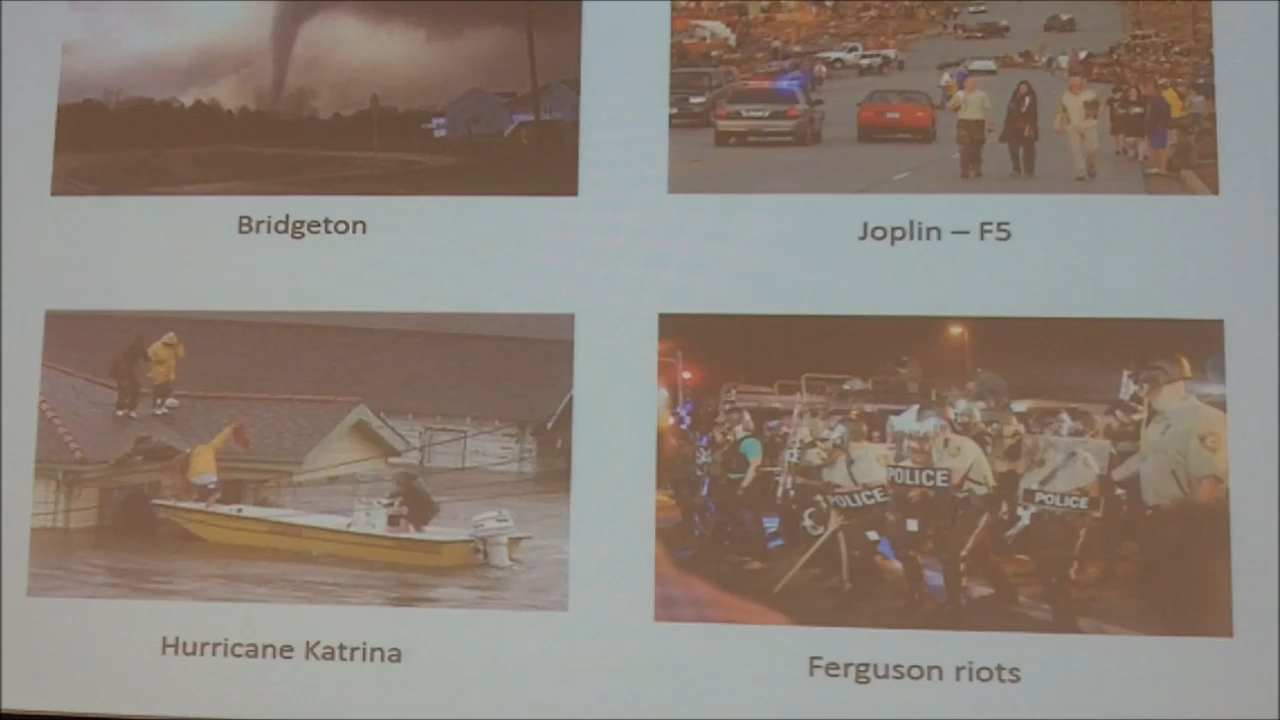 Bridgeton
Joplin – F5
POLICE
POLICE
POLICE
Hurricane Katrina
Ferguson riots